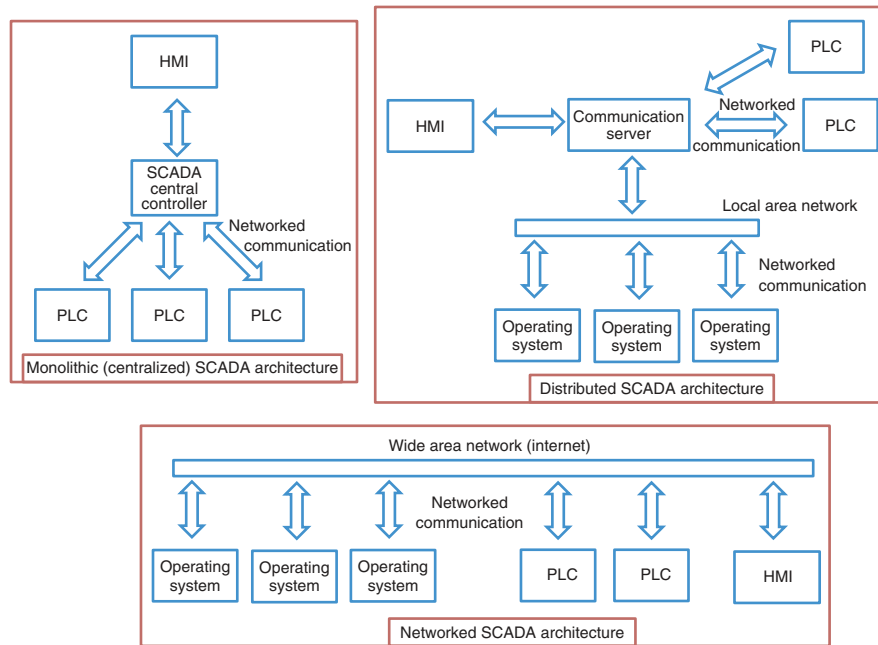 HMI
SCADA
central
controller
Networked
communication
PLC
PLC
PLC
Monolithic (centralized) SCADA architecture
PLC
HMI
Communication
server
Networked
communication
PLC
Local area network
Networked
communication
Operating
system
Operating
system
Operating
system
Distributed SCADA architecture
Wide area network (internet)
Networked
communication
Operating
system
Operating
system
Operating
system
PLC
PLC
HMI
Networked SCADA architecture